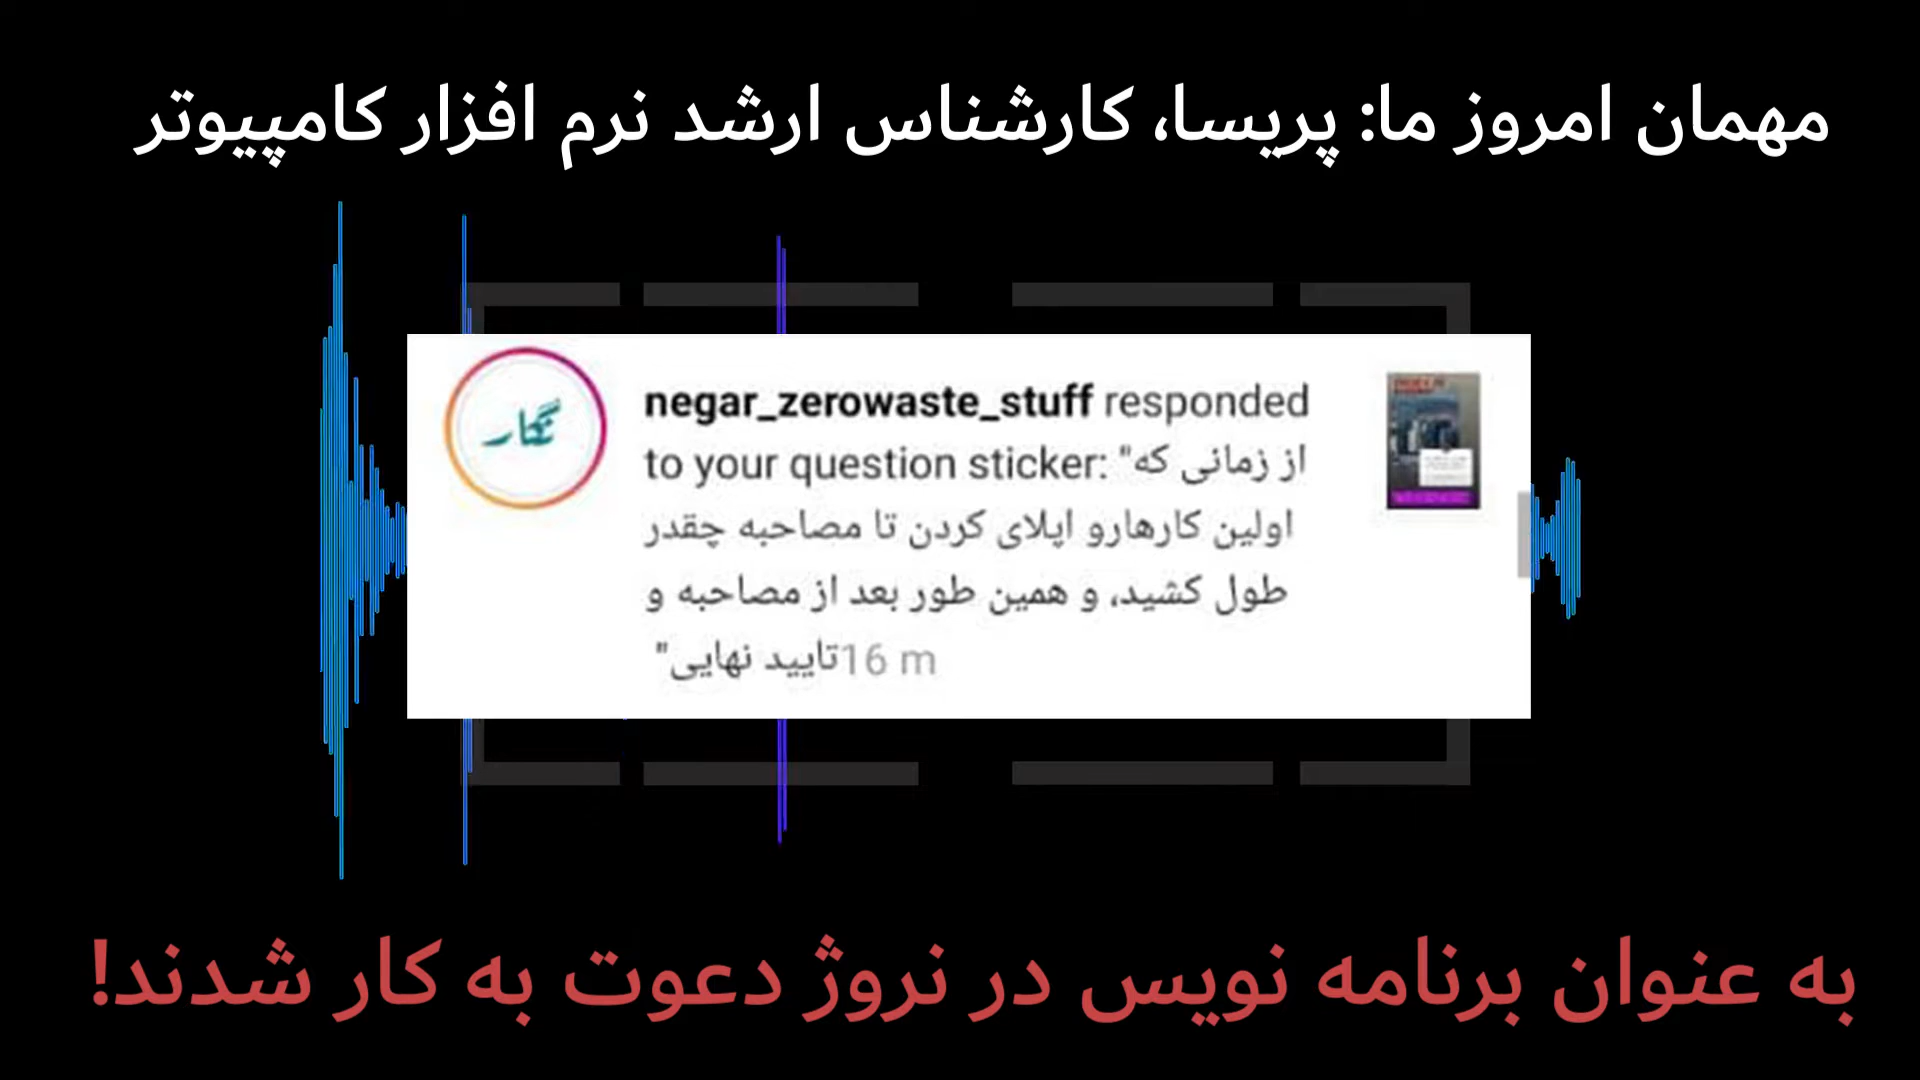 مهمان امروز ما: پریسا، کارشناس ارشد نرم افزار کامپیوتر
نگار
negar_zerowaste_stuff responded
to your question sticker: "از زمانی که
اولین کارهارو اپلای کردن تا مصاحبه چقدر
طول کشید، و همین طور بعد از مصاحبه و
تایید نهایی" 16 m
به عنوان برنامه نویس در نروژ دعوت به کار شدند!